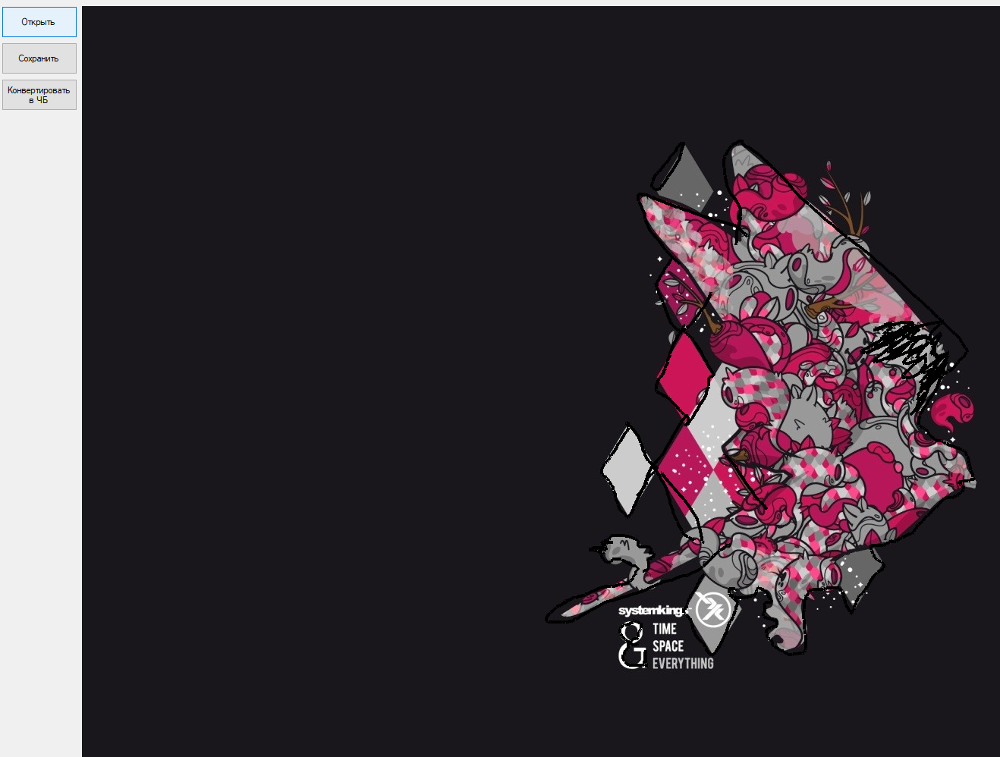 Открыть
Сохранить
Конвертировать
в ЧБ
systemking.
& TIME
SPACE
EVERYTHING